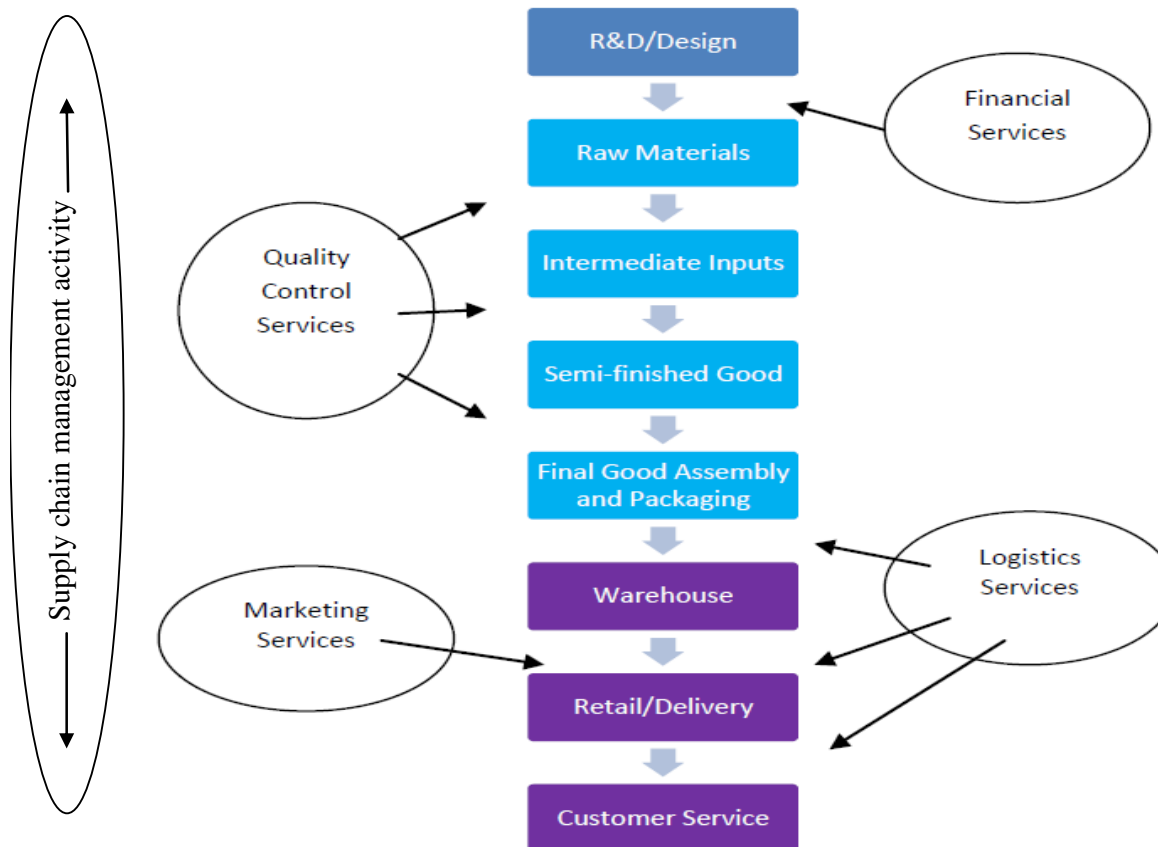 R&D/Design
Financial
Services
Raw Materials
Quality
Control
Services
Intermediate Inputs
Semi-finished Good
Supply chain management activity
Final Good Assembly
and Packaging
Logistics
Services
Warehouse
Marketing
Services
Retail/Delivery
Customer Service